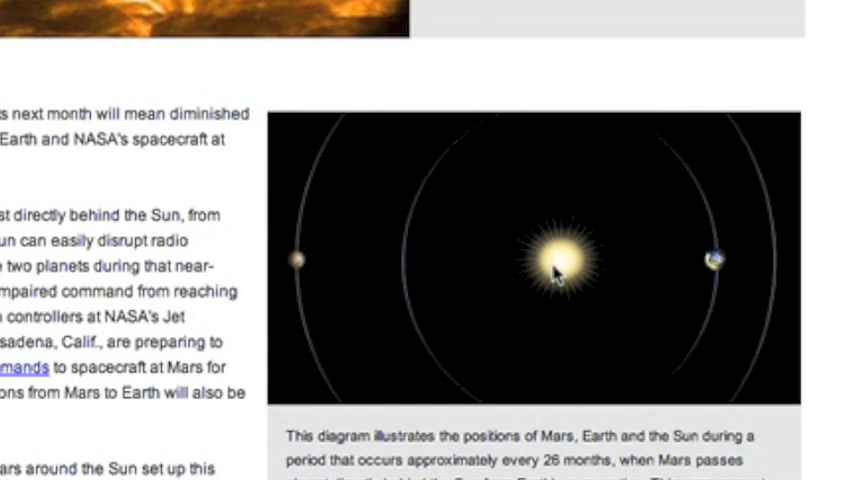 s next month will mean diminished
Earth and NASA's spacecraft at
st directly behind the Sun, from
un can easily disrupt radio
e two planets during that near-
mpaired command from reaching
n controllers at NASA's Jet
sadena, Calif., are preparing to
mands to spacecraft at Mars for
ons from Mars to Earth will also be
ars around the Sun set up this
This diagram illustrates the positions of Mars, Earth and the Sun during a
period that occurs approximately every 26 months, when Mars passes